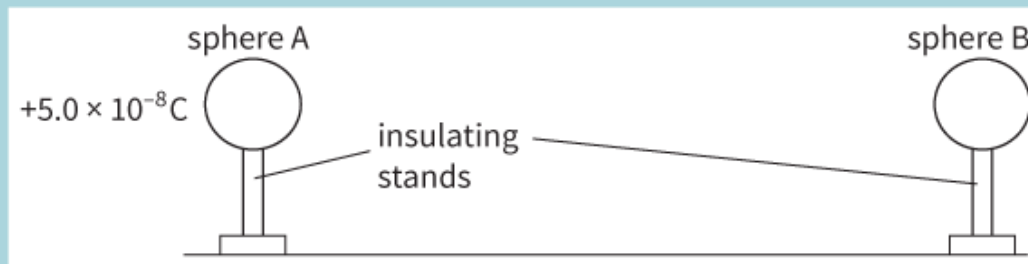 sphere A
sphere B
+5.0 × 10⁻⁸C
insulating
stands